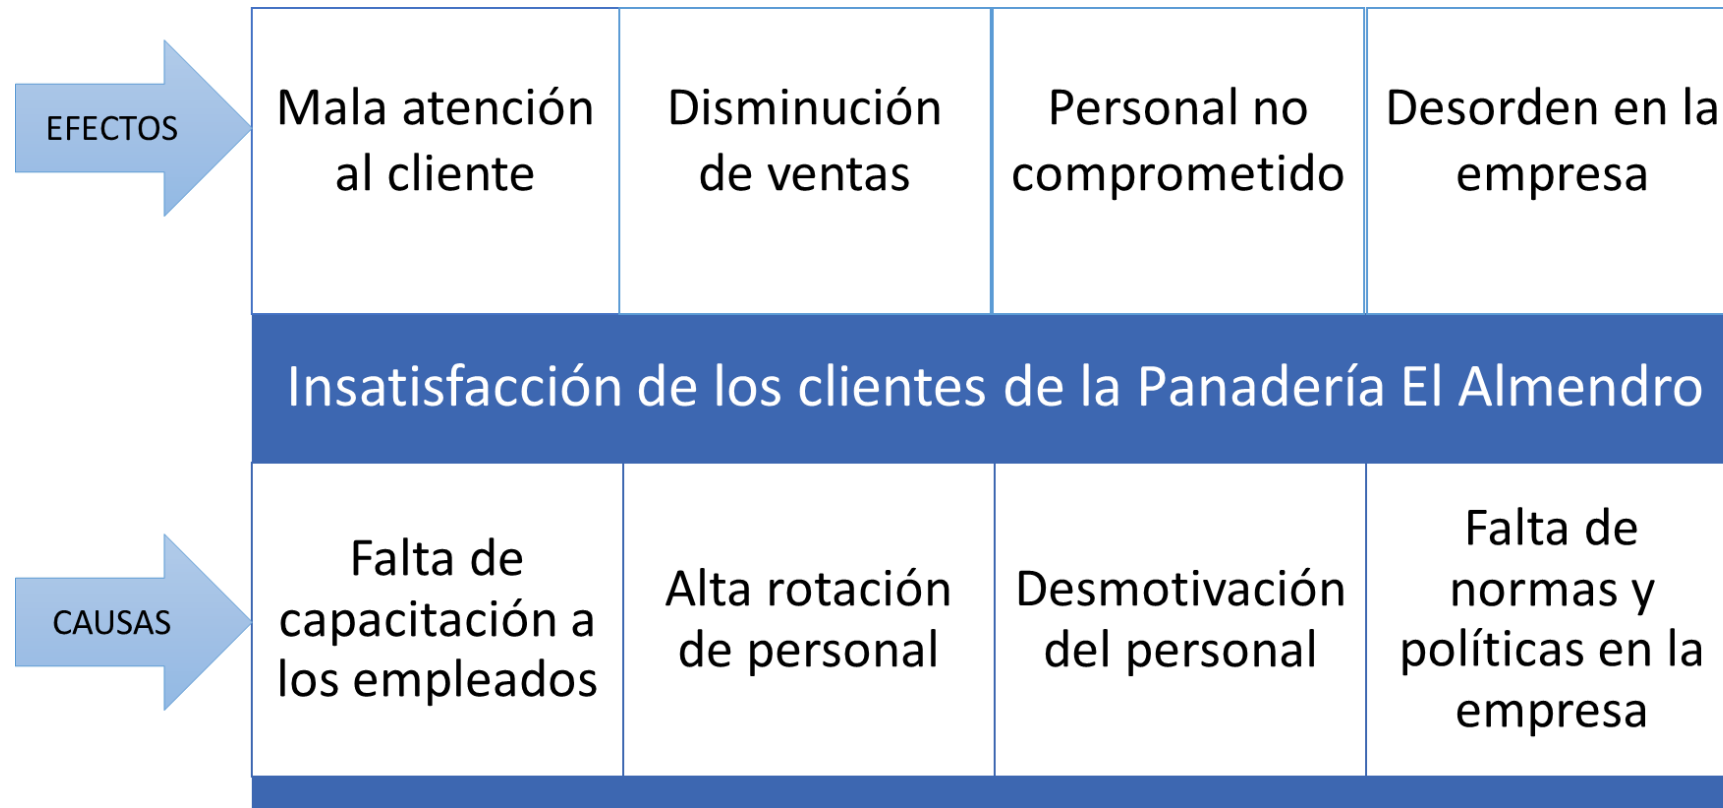 EFECTOS
Mala atención
al cliente
Disminución
de ventas
Personal no
comprometido
Desorden en la
empresa
Insatisfacción de los clientes de la Panadería El Almendro
CAUSAS
Falta de
capacitación a
los empleados
Alta rotación
de personal
Desmotivación
del personal
Falta de
normas y
políticas en la
empresa